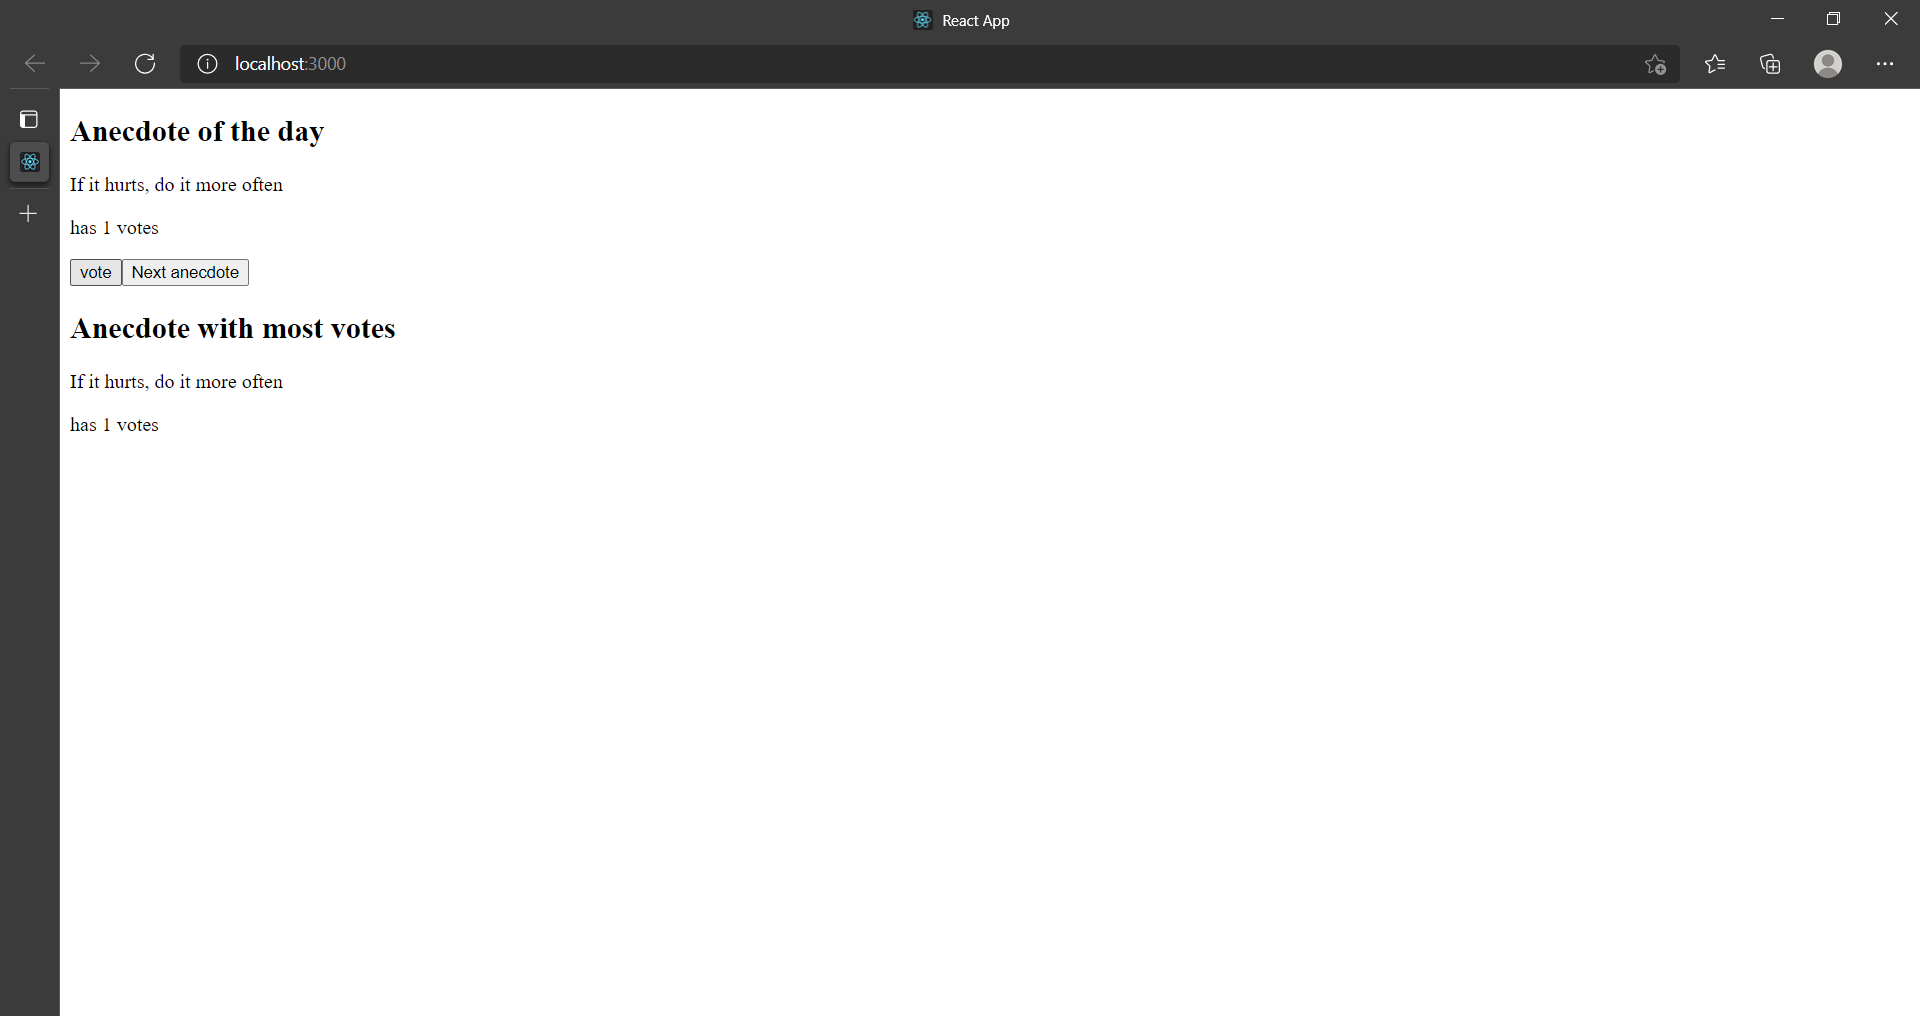 React App
localhost:3000
Anecdote of the day
If it hurts, do it more often
has 1 votes
vote Next anecdote
Anecdote with most votes
If it hurts, do it more often
has 1 votes